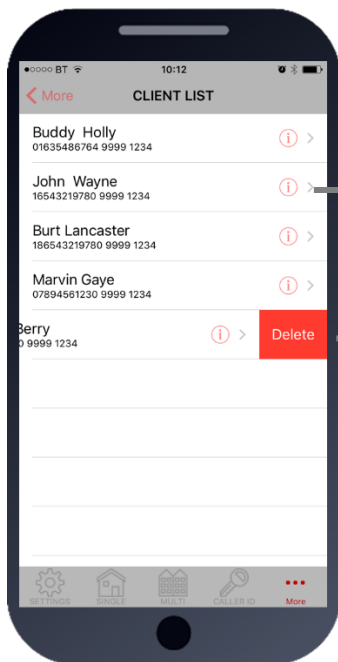 BT 10:12
More CLIENT LIST
Buddy Holly
01635486764 9999 1234
John Wayne
16543219780 9999 1234
Burt Lancaster
186543219780 9999 1234
Marvin Gaye
07894561230 9999 1234
Berry Delete
0 9999 1234
SETTINGS SINGLE MULTI CALLER ID More